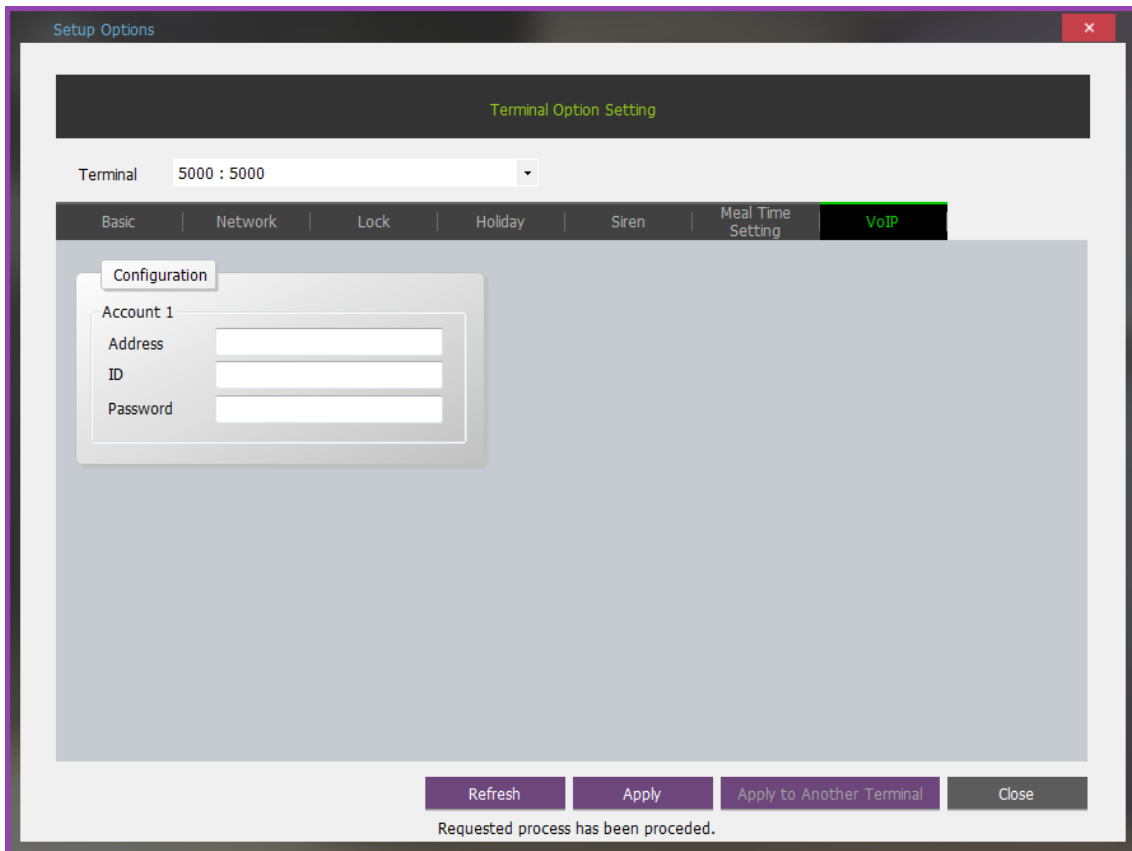 Setup Options
Terminal Option Setting
Terminal 5000 : 5000
Basic Network Lock Holiday Siren Meal Time Setting VoIP
Configuration
Account 1
Address
ID
Password
Refresh Apply Apply to Another Terminal Close
Requested process has been proceded.